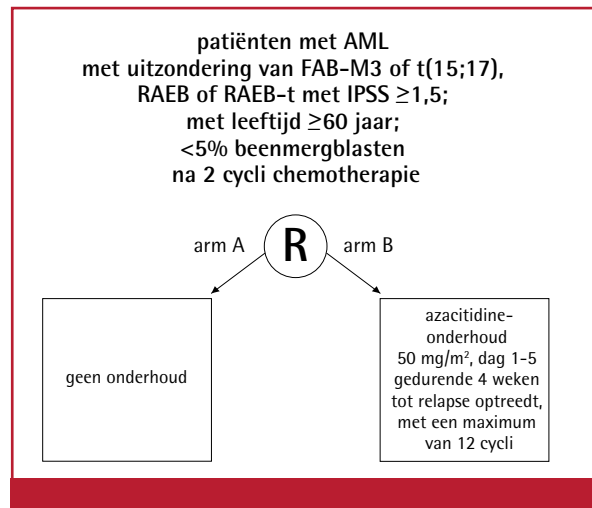 patiënten met AML
met uitzondering van FAB-M3 of t(15;17),
RAEB of RAEB-t met IPSS ≥1,5;
met leeftijd ≥60 jaar;
<5% beenmergblasten
na 2 cycli chemotherapie
arm A
R
arm B
geen onderhoud
azacitidine-
onderhoud
50 mg/m², dag 1-5
gedurende 4 weken
tot relapse optreedt,
met een maximum
van 12 cycli